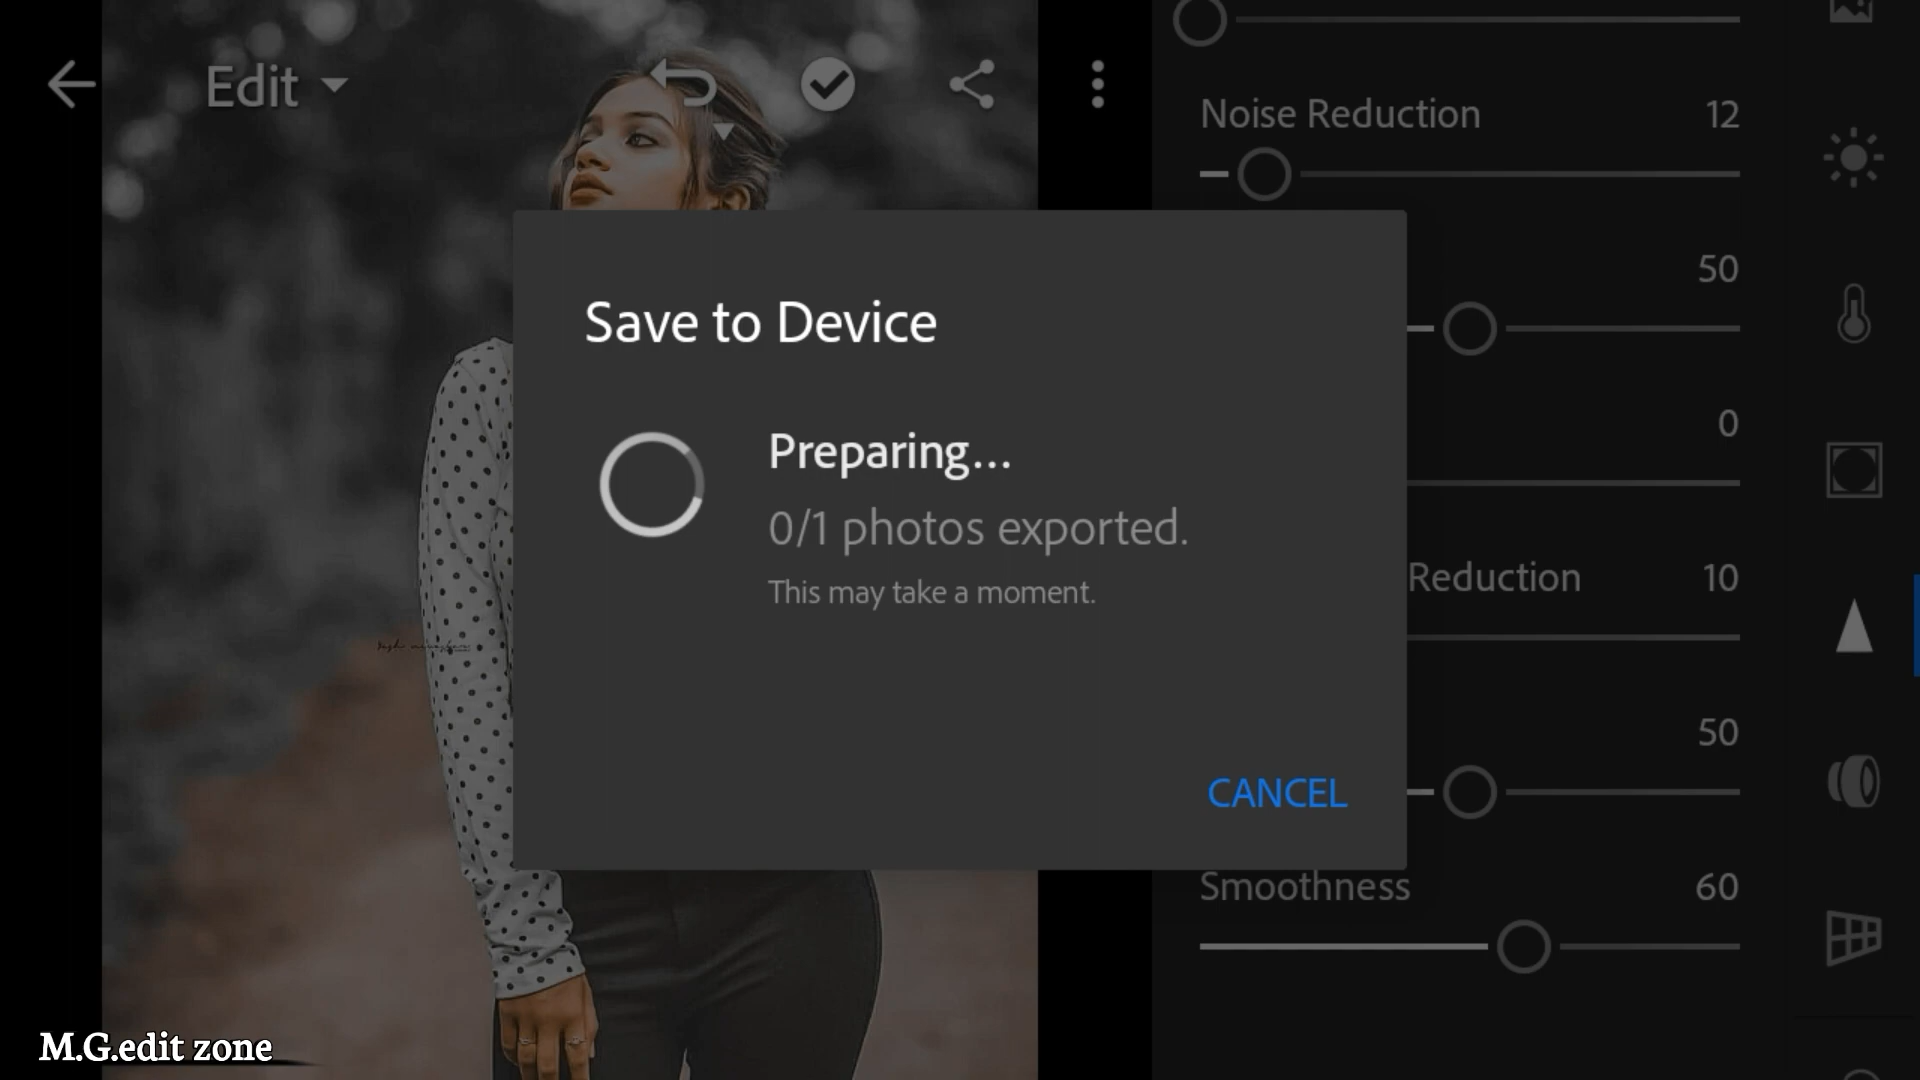 Edit
Noise Reduction 12
50
0
Reduction 10
50
Smoothness 60
Save to Device
Preparing...
0/1 photos exported.
This may take a moment.
CANCEL
M.G.edit zone